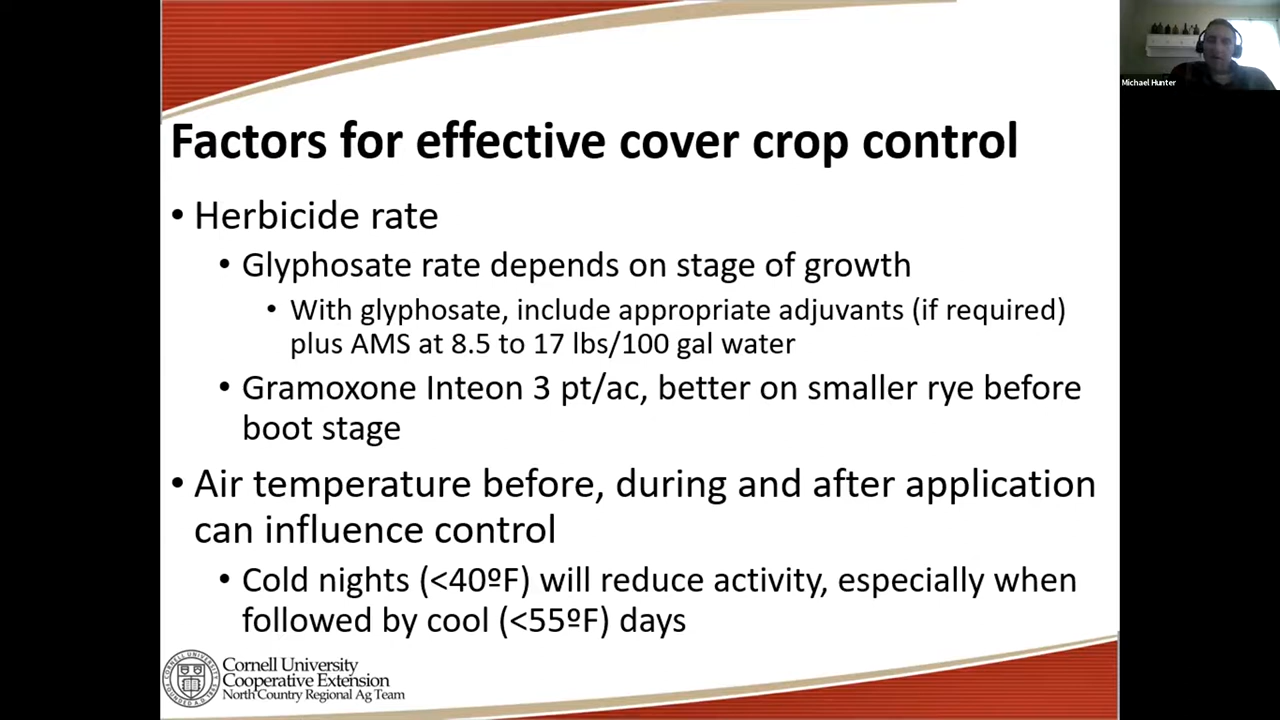 Michael Hunter
Factors for effective cover crop control
• Herbicide rate
• Glyphosate rate depends on stage of growth
• With glyphosate, include appropriate adjuvants (if required)
plus AMS at 8.5 to 17 lbs/100 gal water
• Gramoxone Inteon 3 pt/ac, better on smaller rye before
boot stage
• Air temperature before, during and after application
can influence control
• Cold nights (<40ºF) will reduce activity, especially when
followed by cool (<55ºF) days
Cornell University
Cooperative Extension
North Country Regional Ag Team